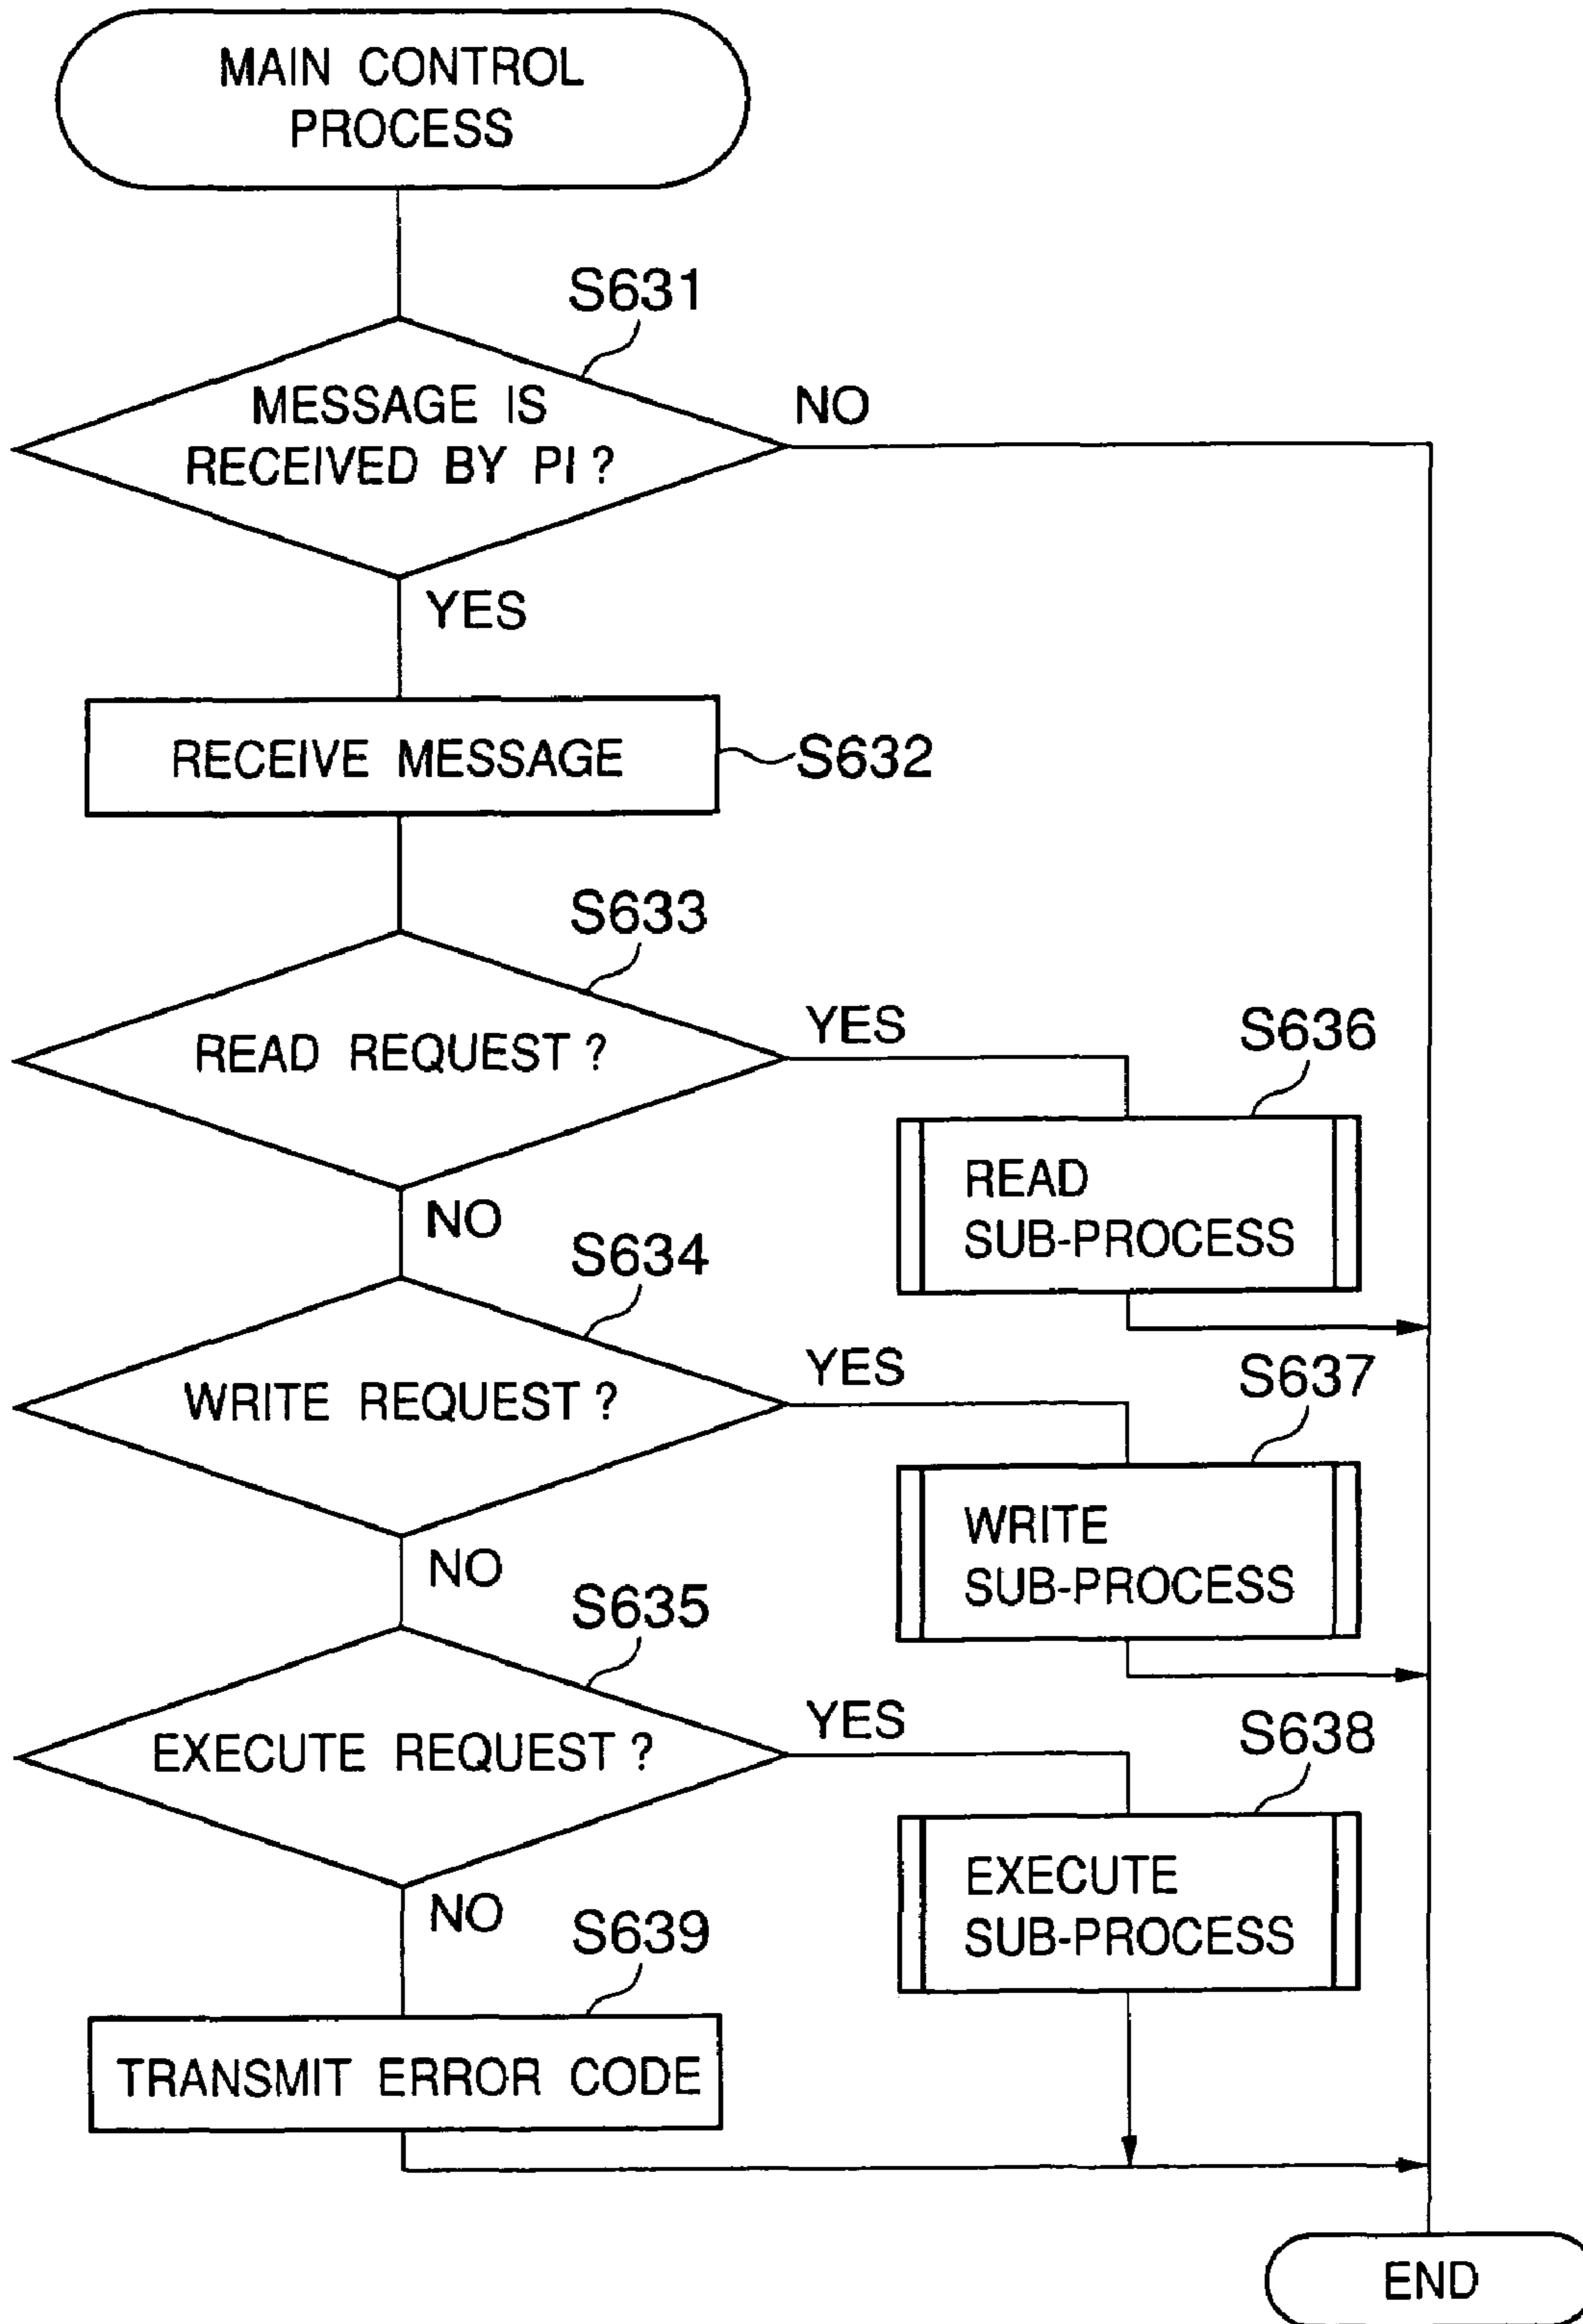 MAIN CONTROL
PROCESS
S631
MESSAGE IS
RECEIVED BY PI ?
NO
YES
RECEIVE MESSAGE
S632
S633
READ REQUEST ?
YES
S636
READ
SUB-PROCESS
NO
S634
WRITE REQUEST ?
YES
S637
WRITE
SUB-PROCESS
NO
S635
EXECUTE REQUEST ?
YES
S638
EXECUTE
SUB-PROCESS
NO
S639
TRANSMIT ERROR CODE
END